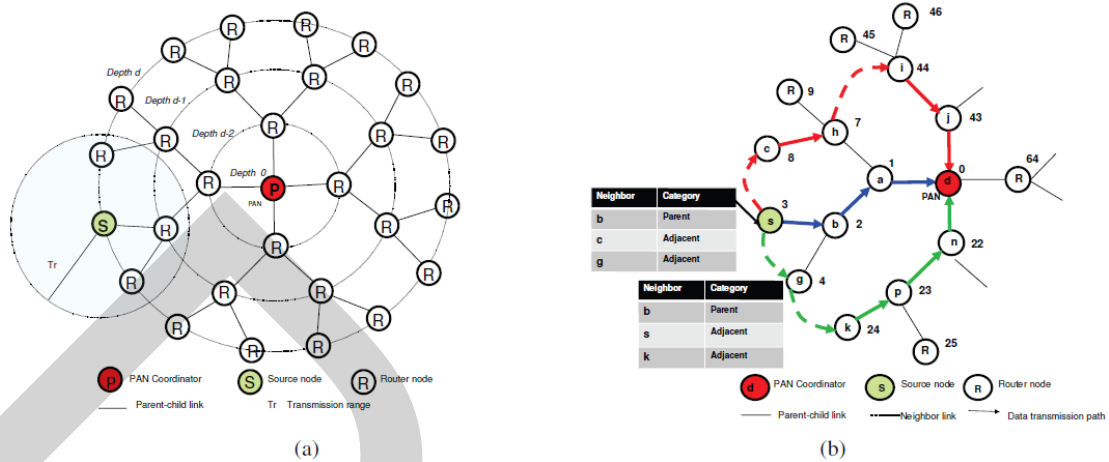 R
R
R
R
R
R
R
R
Depth d
R
R
R
Depth d-1
R
R
R
Depth d-2
R
R
R
Depth 0
P
R
PAN
R
S
R
R
Tr
R
R
R
R
R
R
R
R
R
P PAN Coordinator S Source node R Router node
Parent-child link Tr Transmission range
(a)
R 46
45
R
i 44
R 9
h 7
j 43
c 8
1
a
0
d
PAN
64
R
Neighbor Category
b Parent
c Adjacent
g Adjacent
3
s
b 2
n 22
g 4
Neighbor Category
b Parent
s Adjacent
k Adjacent
p 23
k 24
R 25
d PAN Coordinator S Source node R Router node
Parent-child link Neighbor link Data transmission path
(b)